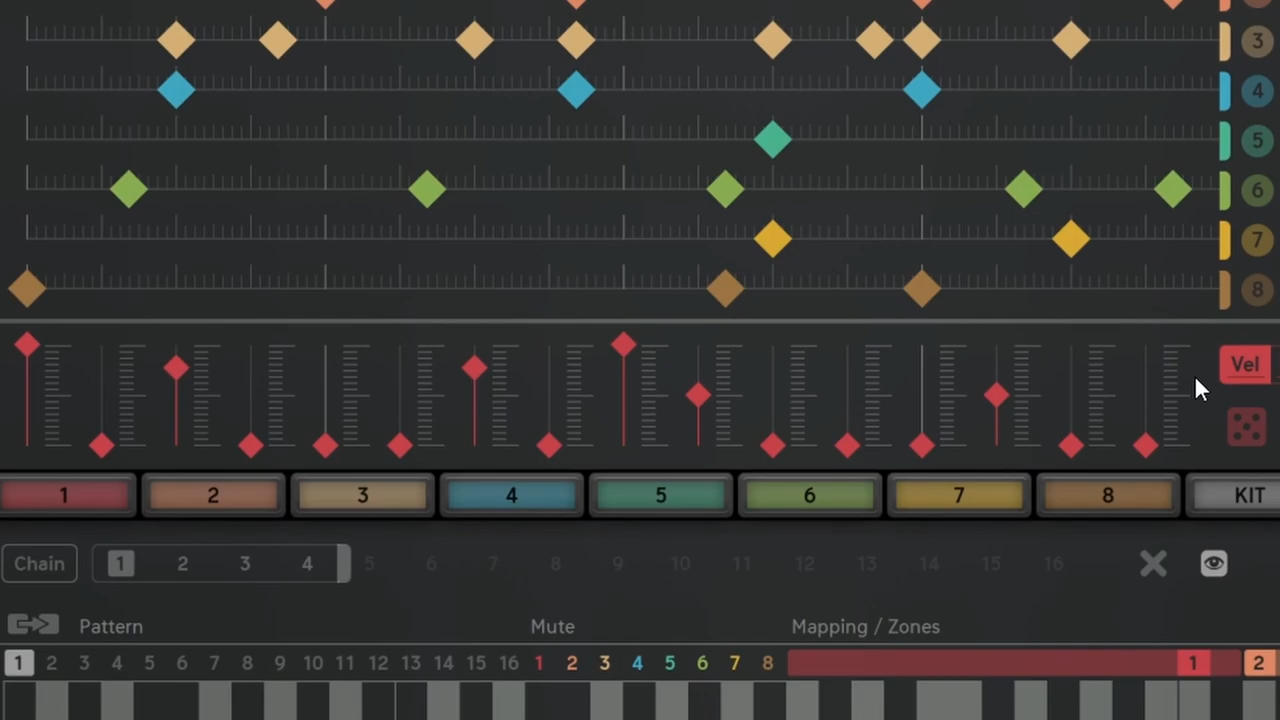 3
4
5
6
7
8
Vel
1 2 3 4 5 6 7 8 KIT
Chain 1 2 3 4 5 6 7 8 9 10 11 12 13 14 15 16
Pattern Mute Mapping / Zones
1 2 3 4 5 6 7 8 9 10 11 12 13 14 15 16 1 2 3 4 5 6 7 8 1 2